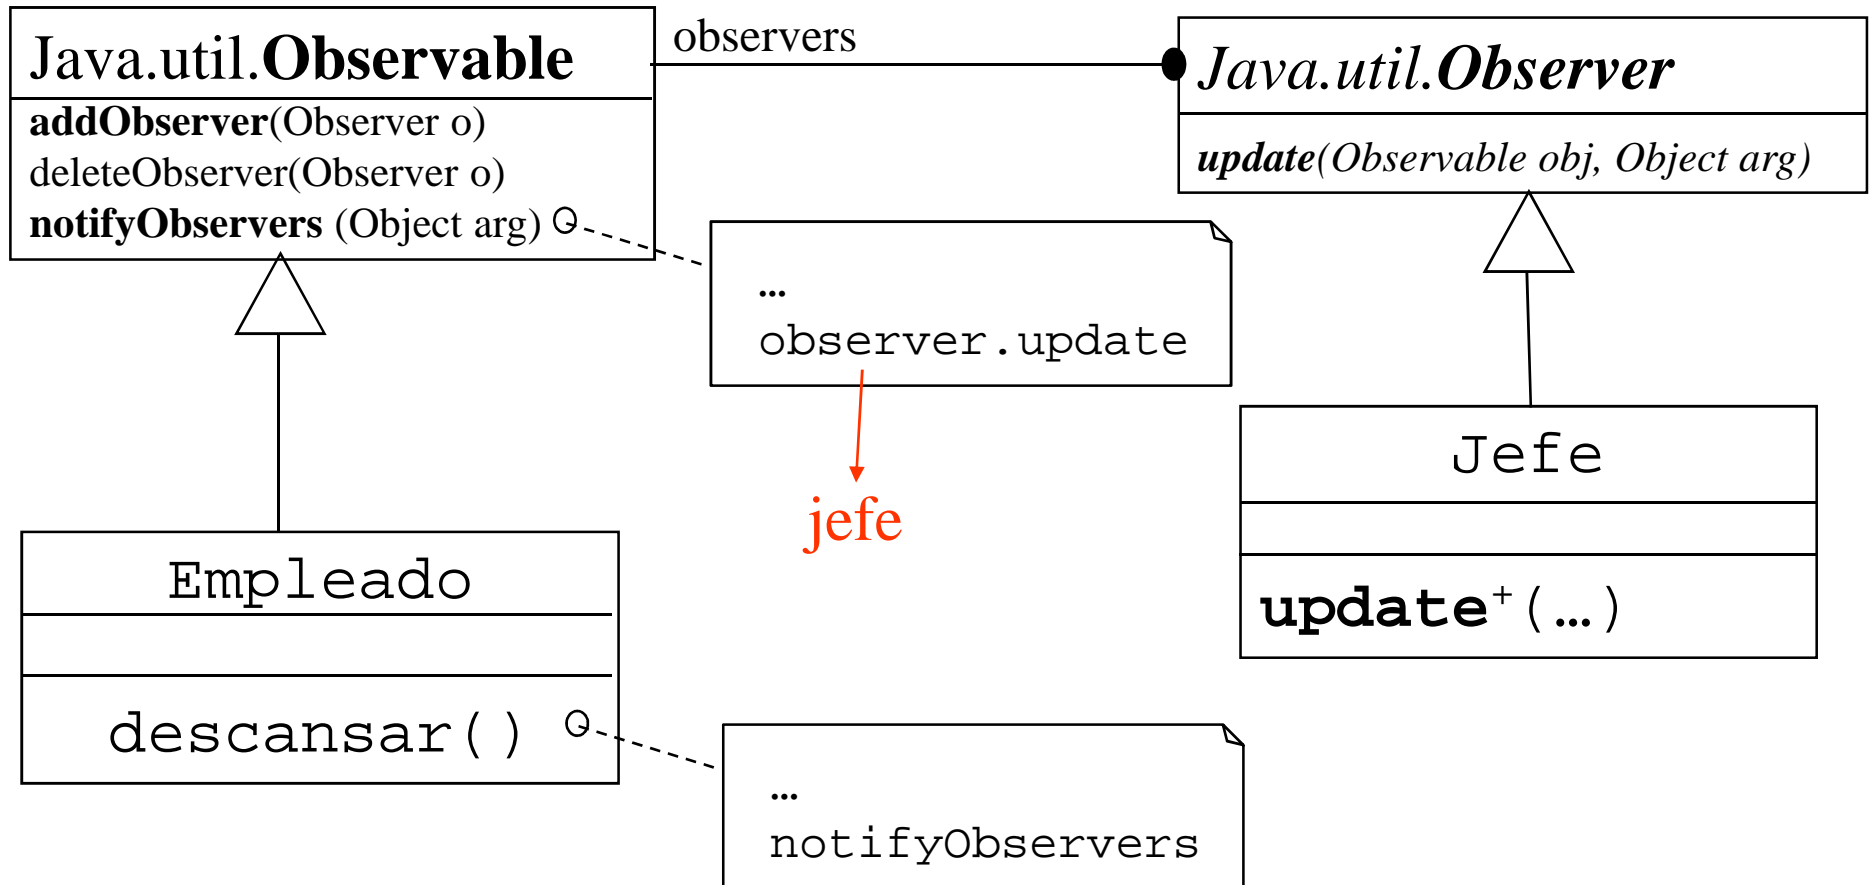 Java.util.Observable
addObserver(Observer o)
deleteObserver(Observer o)
notifyObservers (Object arg)
observers
Java.util.Observer
update(Observable obj, Object arg)
…
observer.update
jefe
Jefe
update+(…)
Empleado
descansar()
…
notifyObservers